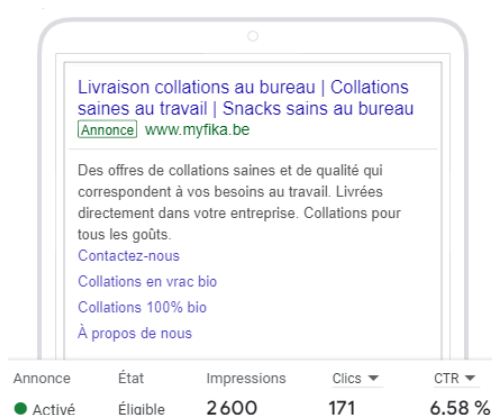 Livraison collations au bureau | Collations
saines au travail | Snacks sains au bureau
Annonce www.myfika.be
Des offres de collations saines et de qualité qui
correspondent à vos besoins au travail. Livrées
directement dans votre entreprise. Collations pour
tous les goûts.
Contactez-nous
Collations en vrac bio
Collations 100% bio
À propos de nous
Annonce État Impressions Clics CTR
Activé Éligible 2 600 171 6.58 %